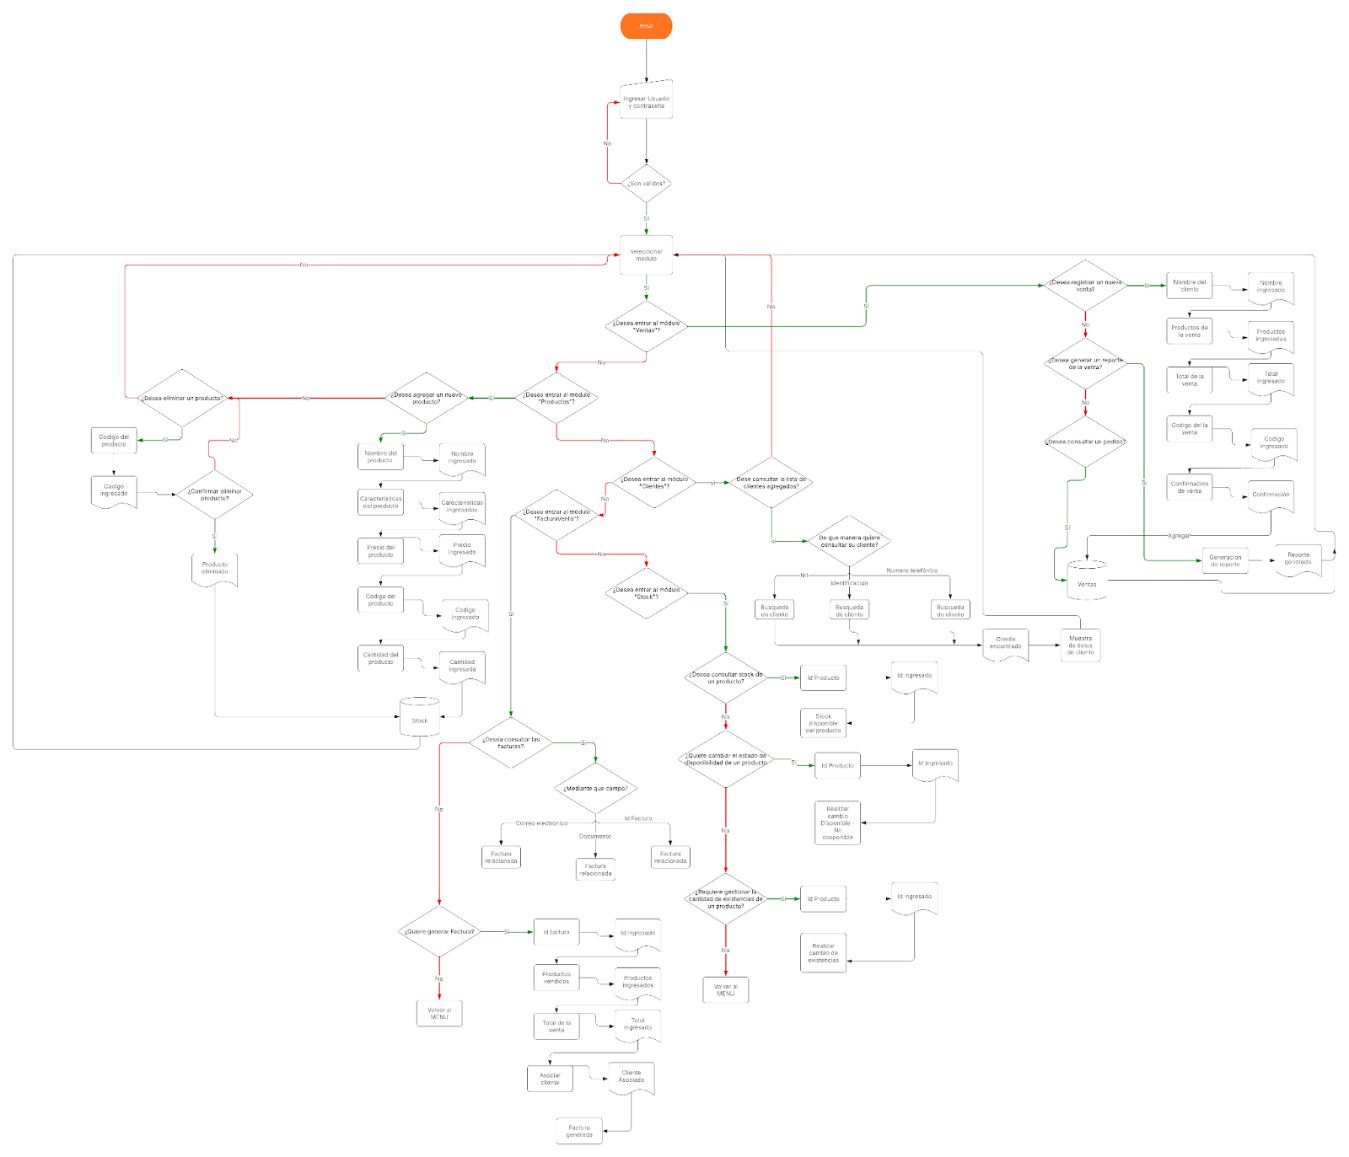 Inicio
Ingresar Usuario
y contraseña
No
¿Son validos?
Si
seleccionar
modulo
No
Si
No
¿Desea entrar al módulo
"Ventas"?
Si
¿Desea registrar un nueva
venta?
Si
Nombre del
cliente
Nombre
ingresado
No
Productos de
la venta
Productos
ingresados
¿Desea generar un reporte
de la venta?
Total de la
venta
Total
ingresado
No
Codigo del la
venta
Codigo
ingresado
¿Desea consultar un pedido?
Confirmacion
de venta
Confirmación
Si
Si
Agregar
Ventas
Generacion
de reporte
Reporte
generado.
No
¿Desea entrar al módulo
"Productos"?
Si
¿Desea agregar un nuevo
producto?
No
¿Desea eliminar un producto?
Si
Codigo del
producto
Codigo
ingresado
No
¿Confirmar eliminar
producto?
Si
Producto
eliminado
Si
Nombre del
producto.
Nombre
ingresado
Caracteristicas
del producto
Caracteristicas
ingresadas
Precio del
producto
Precio
ingresado
Codigo del
producto
Codigo
ingresado
Cantidad del
producto
Cantidad
ingresada
Stock
No
¿Desea entrar al módulo
"Clientes"?
Si
Dese consultar la lista de
clientes agregados?
si
De que manera quiere
consultar su cliente?
Nit
Identificacian
Numero telefónico
Busqueda
de cliente
Busqueda
de cliente
Busqueda
de cliente
Cliente
encontrado
Muestra
de datos
de cliente
No
¿Desea entrar al módulo
"Facturaventa"?
No
Si
¿Desea entrar al módulo
"Stock"?
Si
¿Desea consultar stock de
un producto?
Si
Id Producto
Id ingresado
Stock
disponible
del producto
No
¿Quiere cambiar el estado de
disponibilidad de un producto
Si
Id Producto
Id Ingresado
Realizar
cambio
Disponible -
No
dosponible
No
¿Requiere gestionar la
cantidad de existencias de
un producto?
Si
Id Producto
Id ingresado
Realizar
cambio de
existencias
No
Volver al
MENU
¿Desea consultar las
facturas?
Si
¿Mediante que campo?
Correo electronico
Documento
Id Factura
Factura
relacionada
Factura
relacionada
Factura
relacionada
No
¿Quiere generar Factura?
Si
Id factura
Id ingresado
Productos
vendidos
Productos
ingresados
Total de la
venta
Total
ingresado
Asociar
cliente
Cliente
Asociado
Factura
generada
No
Volver al
MENU